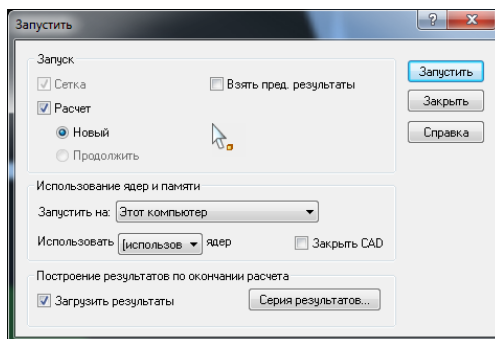 Запустить
Запуск
Сетка
Взять пред. результаты
Расчет
Новый
Продолжить
Запустить
Закрыть
Справка
Использование ядер и памяти
Запустить на: Этот компьютер
Использовать [использов ядер
Закрыть CAD
Построение результатов по окончании расчета
Загрузить результаты
Серия результатов...